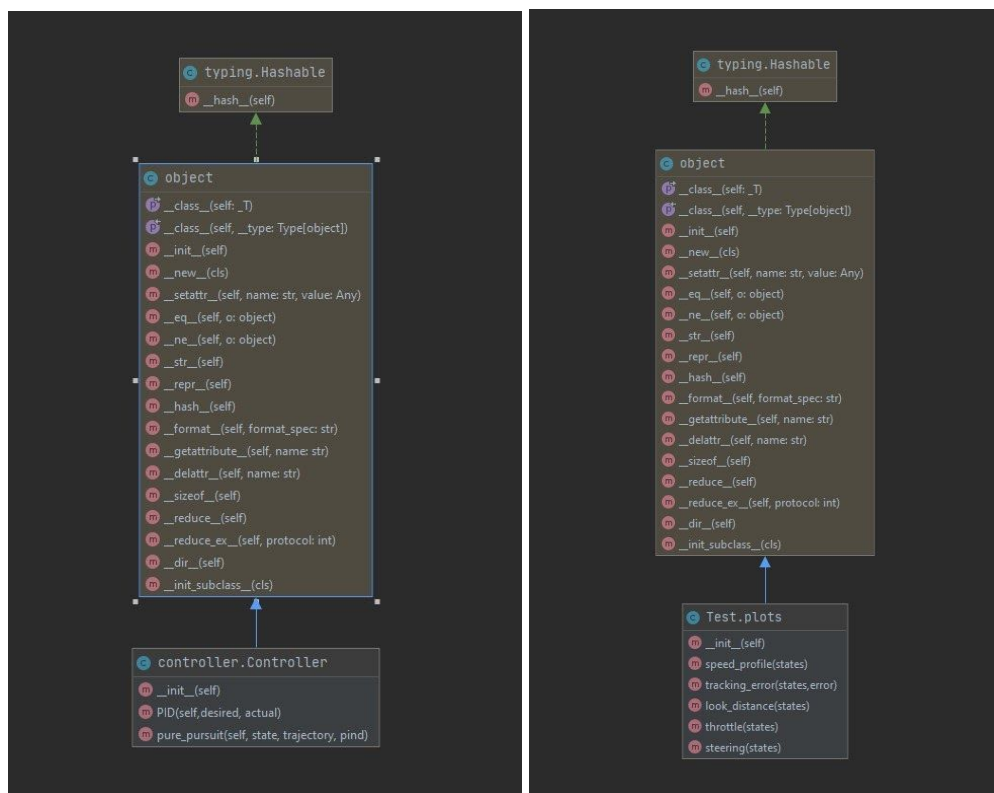 typing.Hashable
__hash__(self)
object
__class__(self: _T)
__class__(self, __type: Type[object])
__init__(self)
__new__(cls)
__setattr__(self, name: str, value: Any)
__eq__(self, o: object)
__ne__(self, o: object)
__str__(self)
__repr__(self)
__hash__(self)
__format__(self, format_spec: str)
__getattribute__(self, name: str)
__delattr__(self, name: str)
__sizeof__(self)
__reduce__(self)
__reduce_ex__(self, protocol: int)
__dir__(self)
__init_subclass__(cls)
controller.Controller
__init__(self)
PID(self,desired, actual)
pure_pursuit(self, state, trajectory, pind)
typing.Hashable
__hash__(self)
object
__class__(self: _T)
__class__(self, __type: Type[object])
__init__(self)
__new__(cls)
__setattr__(self, name: str, value: Any)
__eq__(self, o: object)
__ne__(self, o: object)
__str__(self)
__repr__(self)
__hash__(self)
__format__(self, format_spec: str)
__getattribute__(self, name: str)
__delattr__(self, name: str)
__sizeof__(self)
__reduce__(self)
__reduce_ex__(self, protocol: int)
__dir__(self)
__init_subclass__(cls)
Test.plots
__init__(self)
speed_profile(states)
tracking_error(states,error)
look_distance(states)
throttle(states)
steering(states)